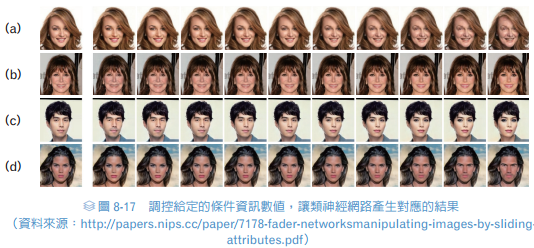 (a)
(b)
(c)
(d)
圖 8-17 調控給定的條件資訊數值，讓類神經網路產生對應的結果
（資料來源：http://papers.nips.cc/paper/7178-fader-networksmanipulating-images-by-sliding-
attributes.pdf）